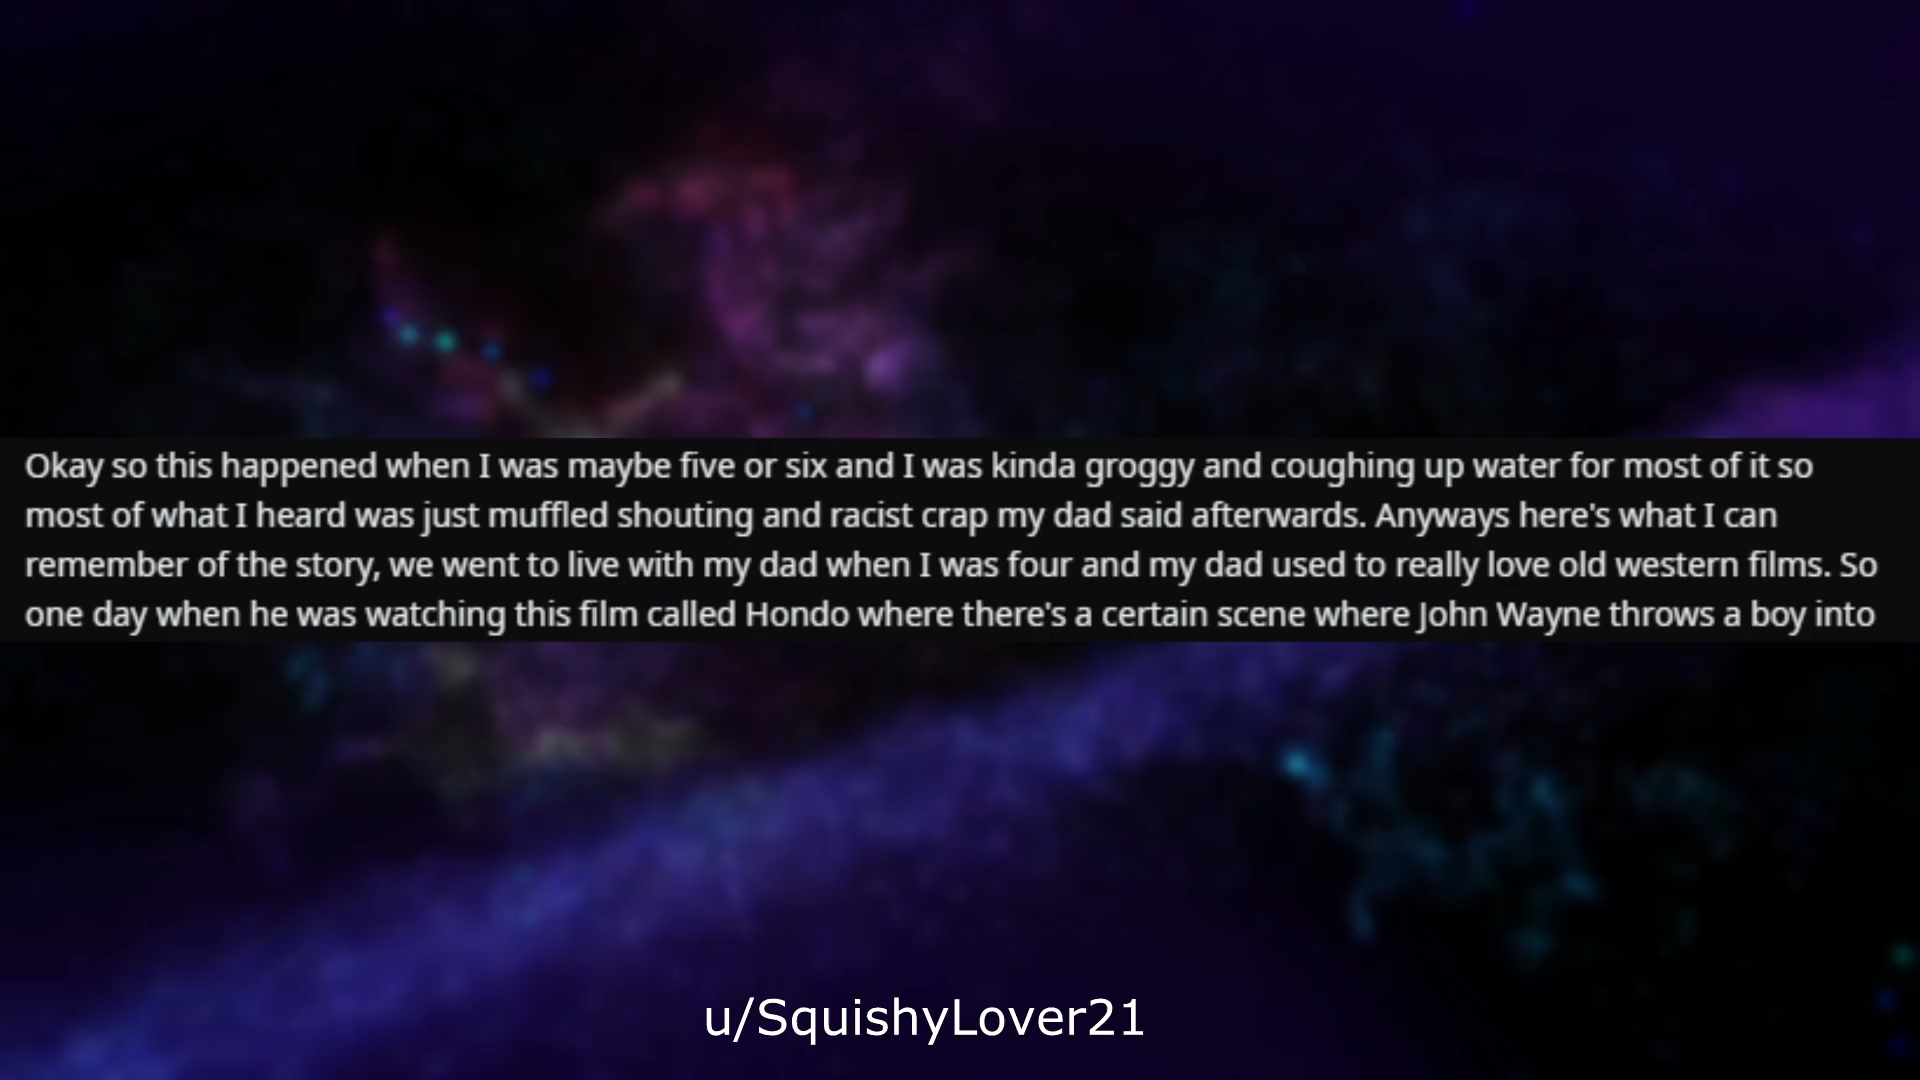 Okay so this happened when I was maybe five or six and I was kinda groggy and coughing up water for most of it so
most of what I heard was just muffled shouting and racist crap my dad said afterwards. Anyways here's what I can
remember of the story, we went to live with my dad when I was four and my dad used to really love old western films. So
one day when he was watching this film called Hondo where there's a certain scene where John Wayne throws a boy into
u/SquishyLover21